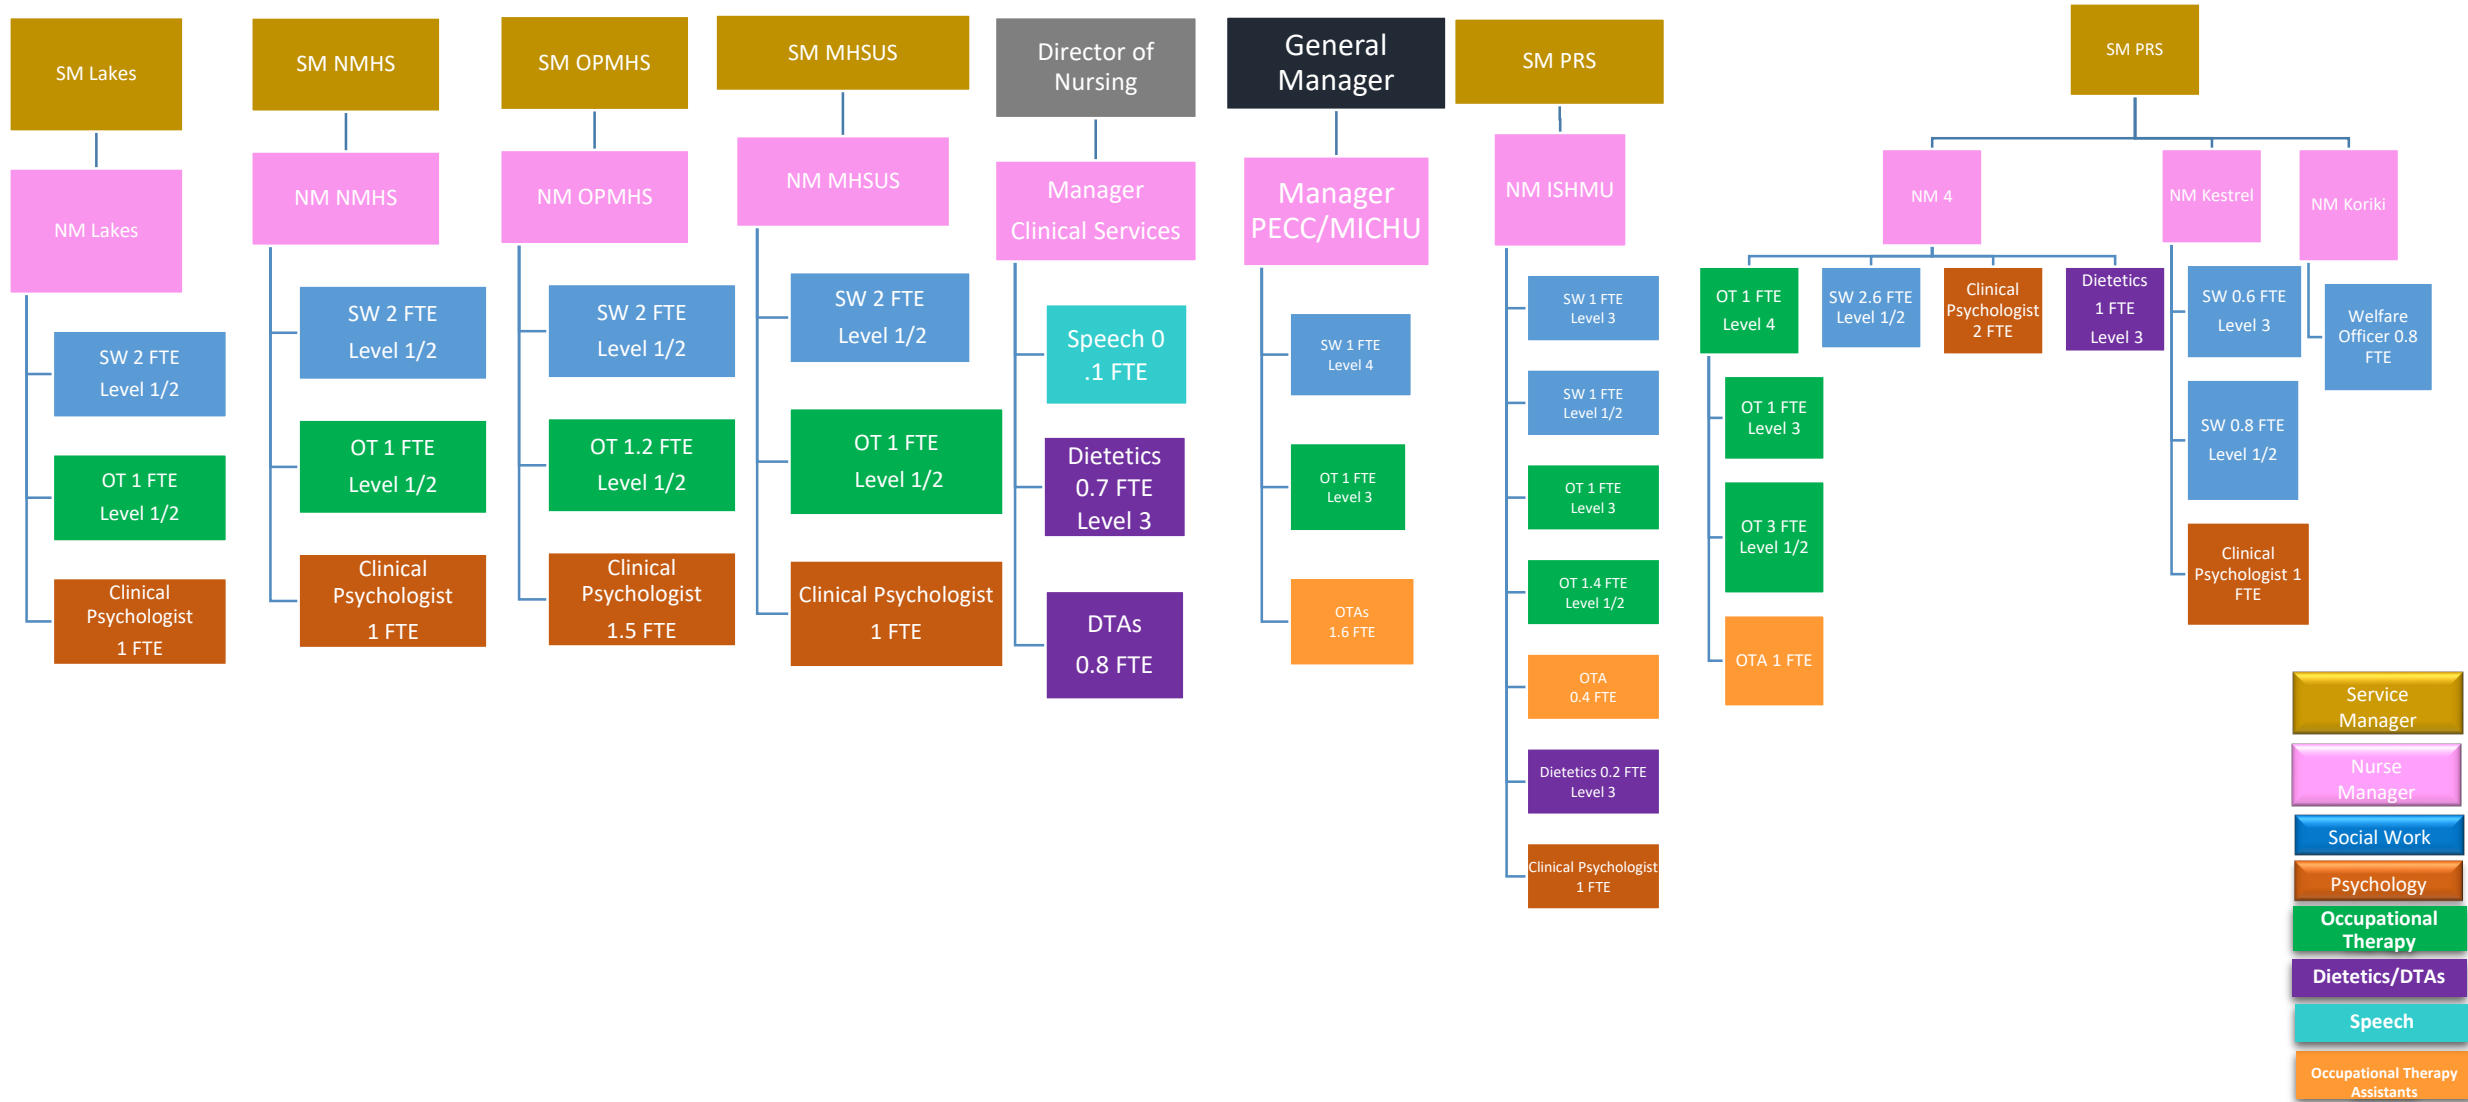 SM Lakes
NM Lakes
SW 2 FTE
Level 1/2
OT 1 FTE
Level 1/2
Clinical
Psychologist
1 FTE
SM NMHS
NM NMHS
SW 2 FTE
Level 1/2
OT 1 FTE
Level 1/2
Clinical
Psychologist
1 FTE
SM OPMHS
NM OPMHS
SW 2 FTE
Level 1/2
OT 1.2 FTE
Level 1/2
Clinical
Psychologist
1.5 FTE
SM MHSUS
NM MHSUS
SW 2 FTE
Level 1/2
OT 1 FTE
Level 1/2
Clinical Psychologist
1 FTE
Director of
Nursing
Manager
Clinical Services
Speech 0
.1 FTE
Dietetics
0.7 FTE
Level 3
DTAs
0.8 FTE
General
Manager
Manager
PECC/MICHU
SW 1 FTE
Level 4
OT 1 FTE
Level 3
OTAs
1.6 FTE
SM PRS
NM ISHMU
SW 1 FTE
Level 3
SW 1 FTE
Level 1/2
OT 1 FTE
Level 3
OT 1.4 FTE
Level 1/2
OTA
0.4 FTE
Dietetics 0.2 FTE
Level 3
Clinical Psychologist
1 FTE
SM PRS
NM 4
OT 1 FTE
Level 4
OT 1 FTE
Level 3
OT 3 FTE
Level 1/2
OTA 1 FTE
SW 2.6 FTE
Level 1/2
Clinical
Psychologist
2 FTE
Dietetics
1 FTE
Level 3
NM Kestrel
SW 0.6 FTE
Level 3
SW 0.8 FTE
Level 1/2
Clinical
Psychologist 1
FTE
NM Koriki
Welfare
Officer 0.8
FTE
Service
Manager
Nurse
Manager
Social Work
Psychology
Occupational
Therapy
Dietetics/DTAs
Speech
Occupational Therapy
Assistants